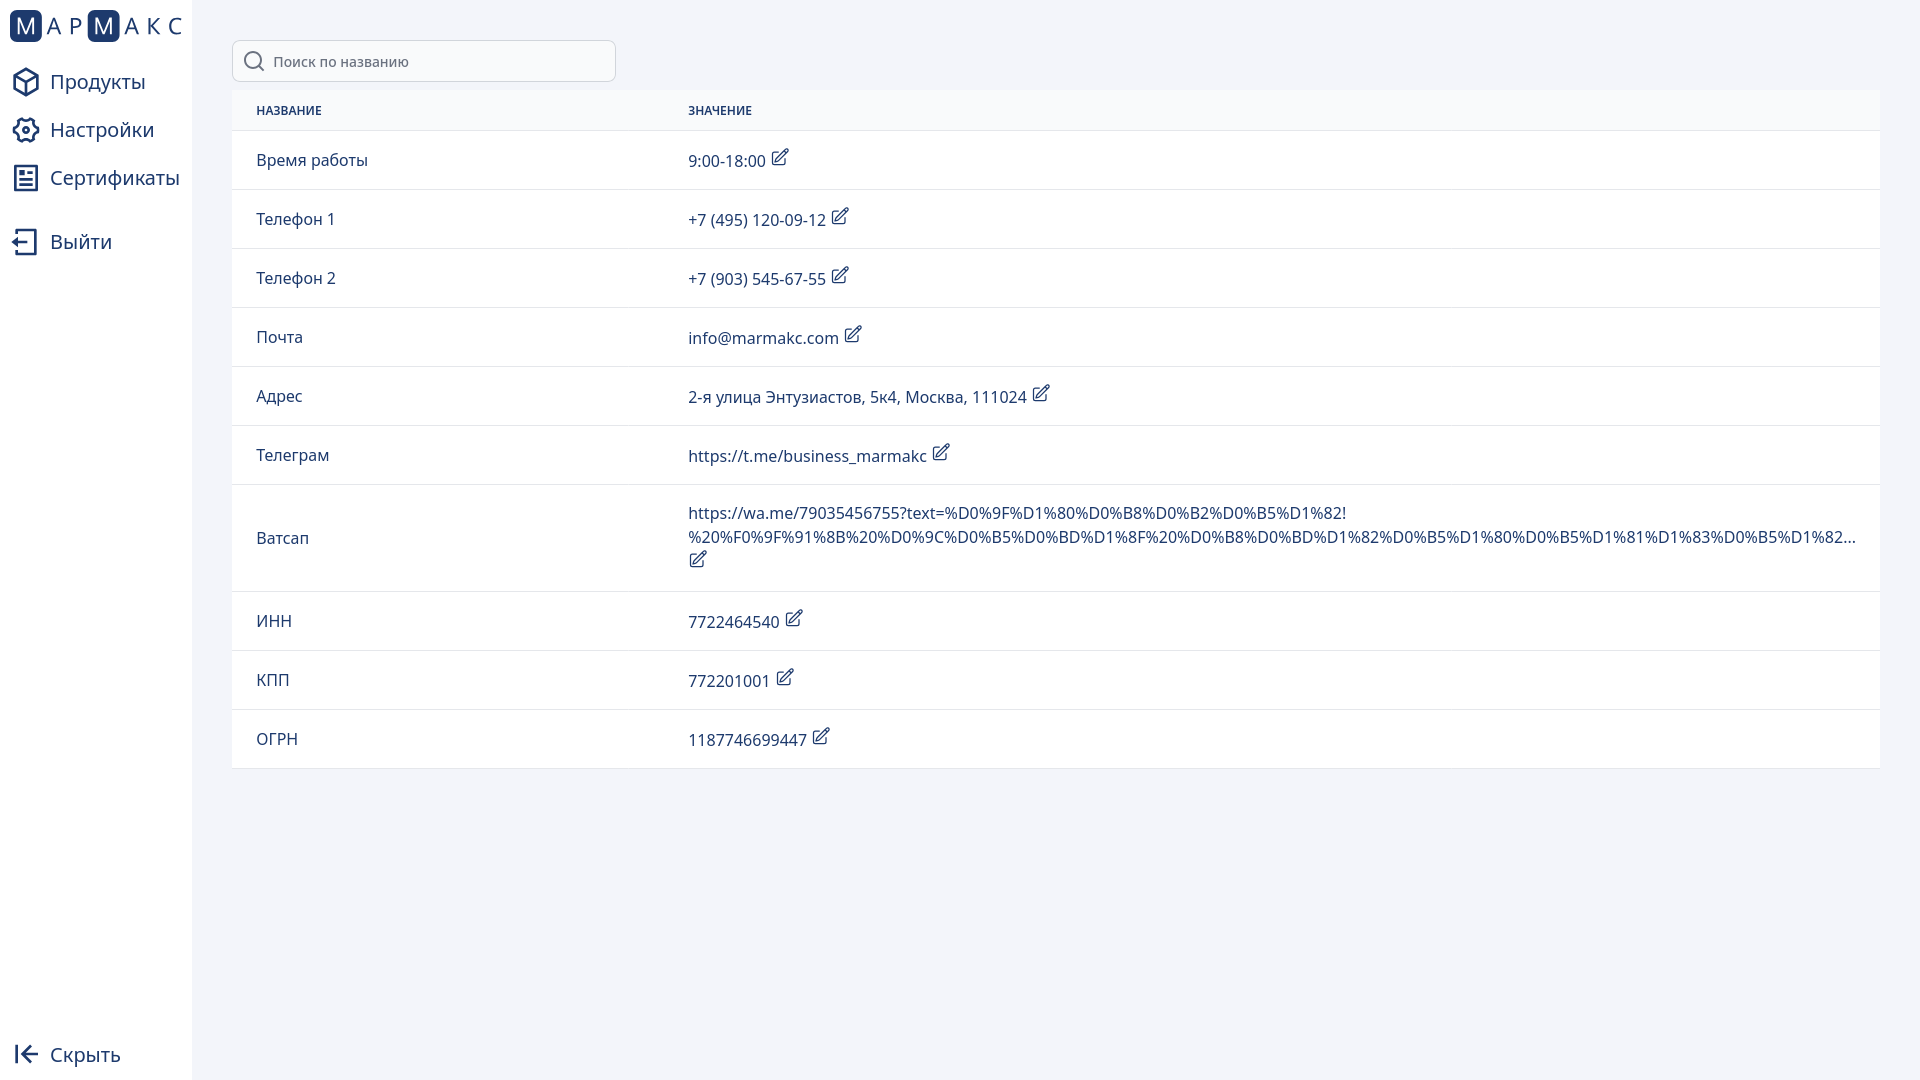 МАРМАКС
Продукты
Настройки
Сертификаты
Выйти
Скрыть
Поиск по названию
НАЗВАНИЕ ЗНАЧЕНИЕ
Время работы 9:00-18:00
Телефон 1 +7 (495) 120-09-12
Телефон 2 +7 (903) 545-67-55
Почта info@marmakc.com
Адрес 2-я улица Энтузиастов, 5к4, Москва, 111024
Телеграм https://t.me/business_marmakc
Ватсап https://wa.me/79035456755?text=%D0%9F%D1%80%D0%B8%D0%B2%D0%B5%D1%82!
%20%F0%9F%91%8B%20%D0%9C%D0%B5%D0%BD%D1%8F%20%D0%B8%D0%BD%D1%82%D0%B5%D1%80%D0%B5%D1%81%D1%83%D0%B5%D1%82...
ИНН 7722464540
КПП 772201001
ОГРН 1187746699447